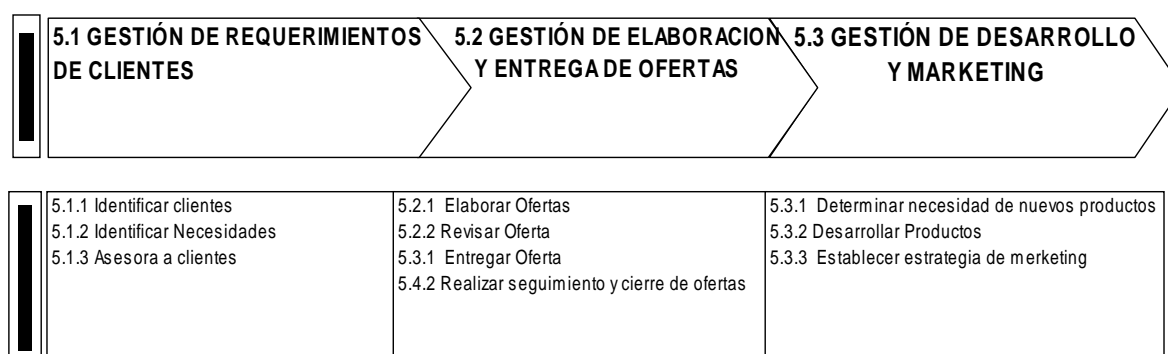 5.1 GESTIÓN DE REQUERIMIENTOS
DE CLIENTES
5.2 GESTIÓN DE ELABORACION
Y ENTREGA DE OFERTAS
5.3 GESTIÓN DE DESARROLLO
Y MARKETING
5.1.1 Identificar clientes
5.1.2 Identificar Necesidades
5.1.3 Asesora a clientes
5.2.1 Elaborar Ofertas
5.2.2 Revisar Oferta
5.3.1 Entregar Oferta
5.4.2 Realizar seguimiento y cierre de ofertas
5.3.1 Determinar necesidad de nuevos productos
5.3.2 Desarrollar Productos
5.3.3 Establecer estrategia de merketing